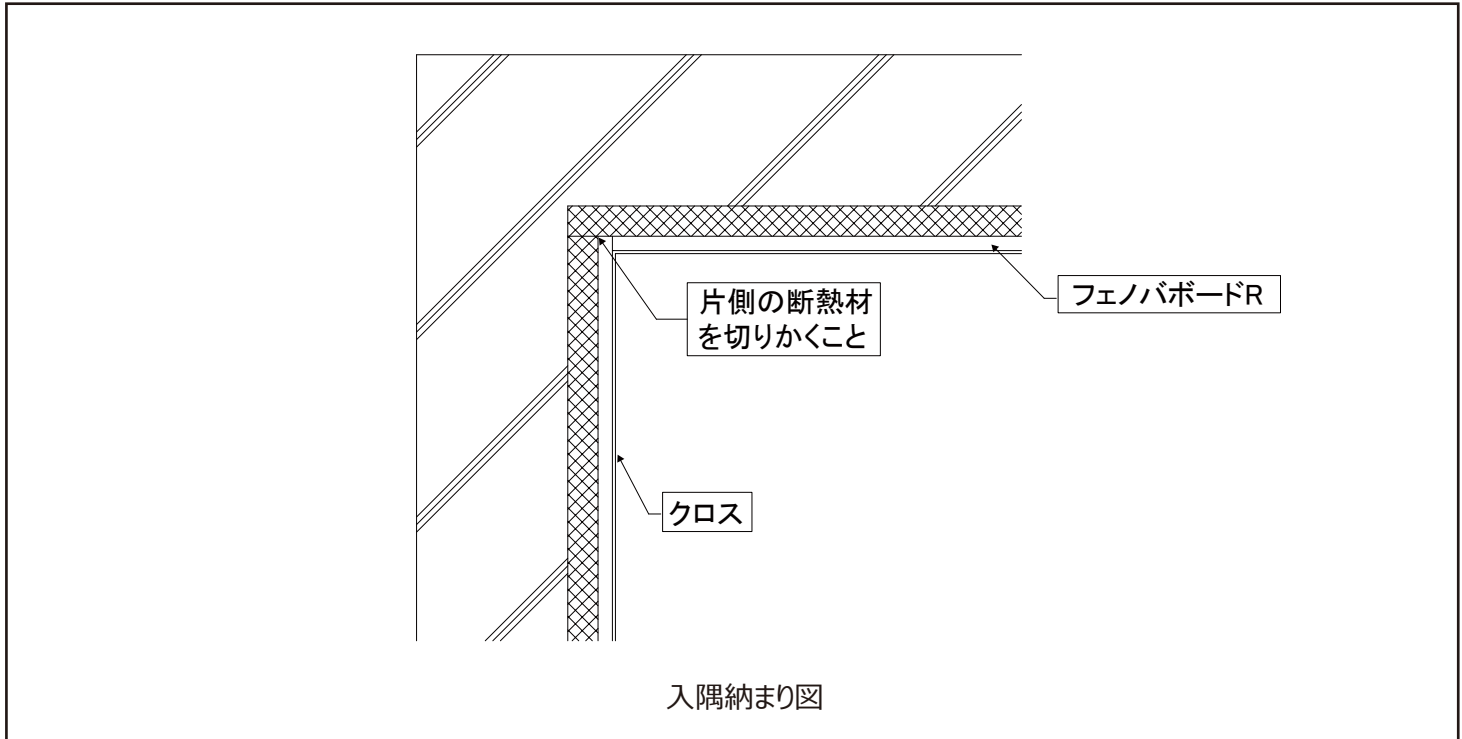 フェノバボードR
片側の断熱材
を切りかくこと
クロス
入隅納まり図